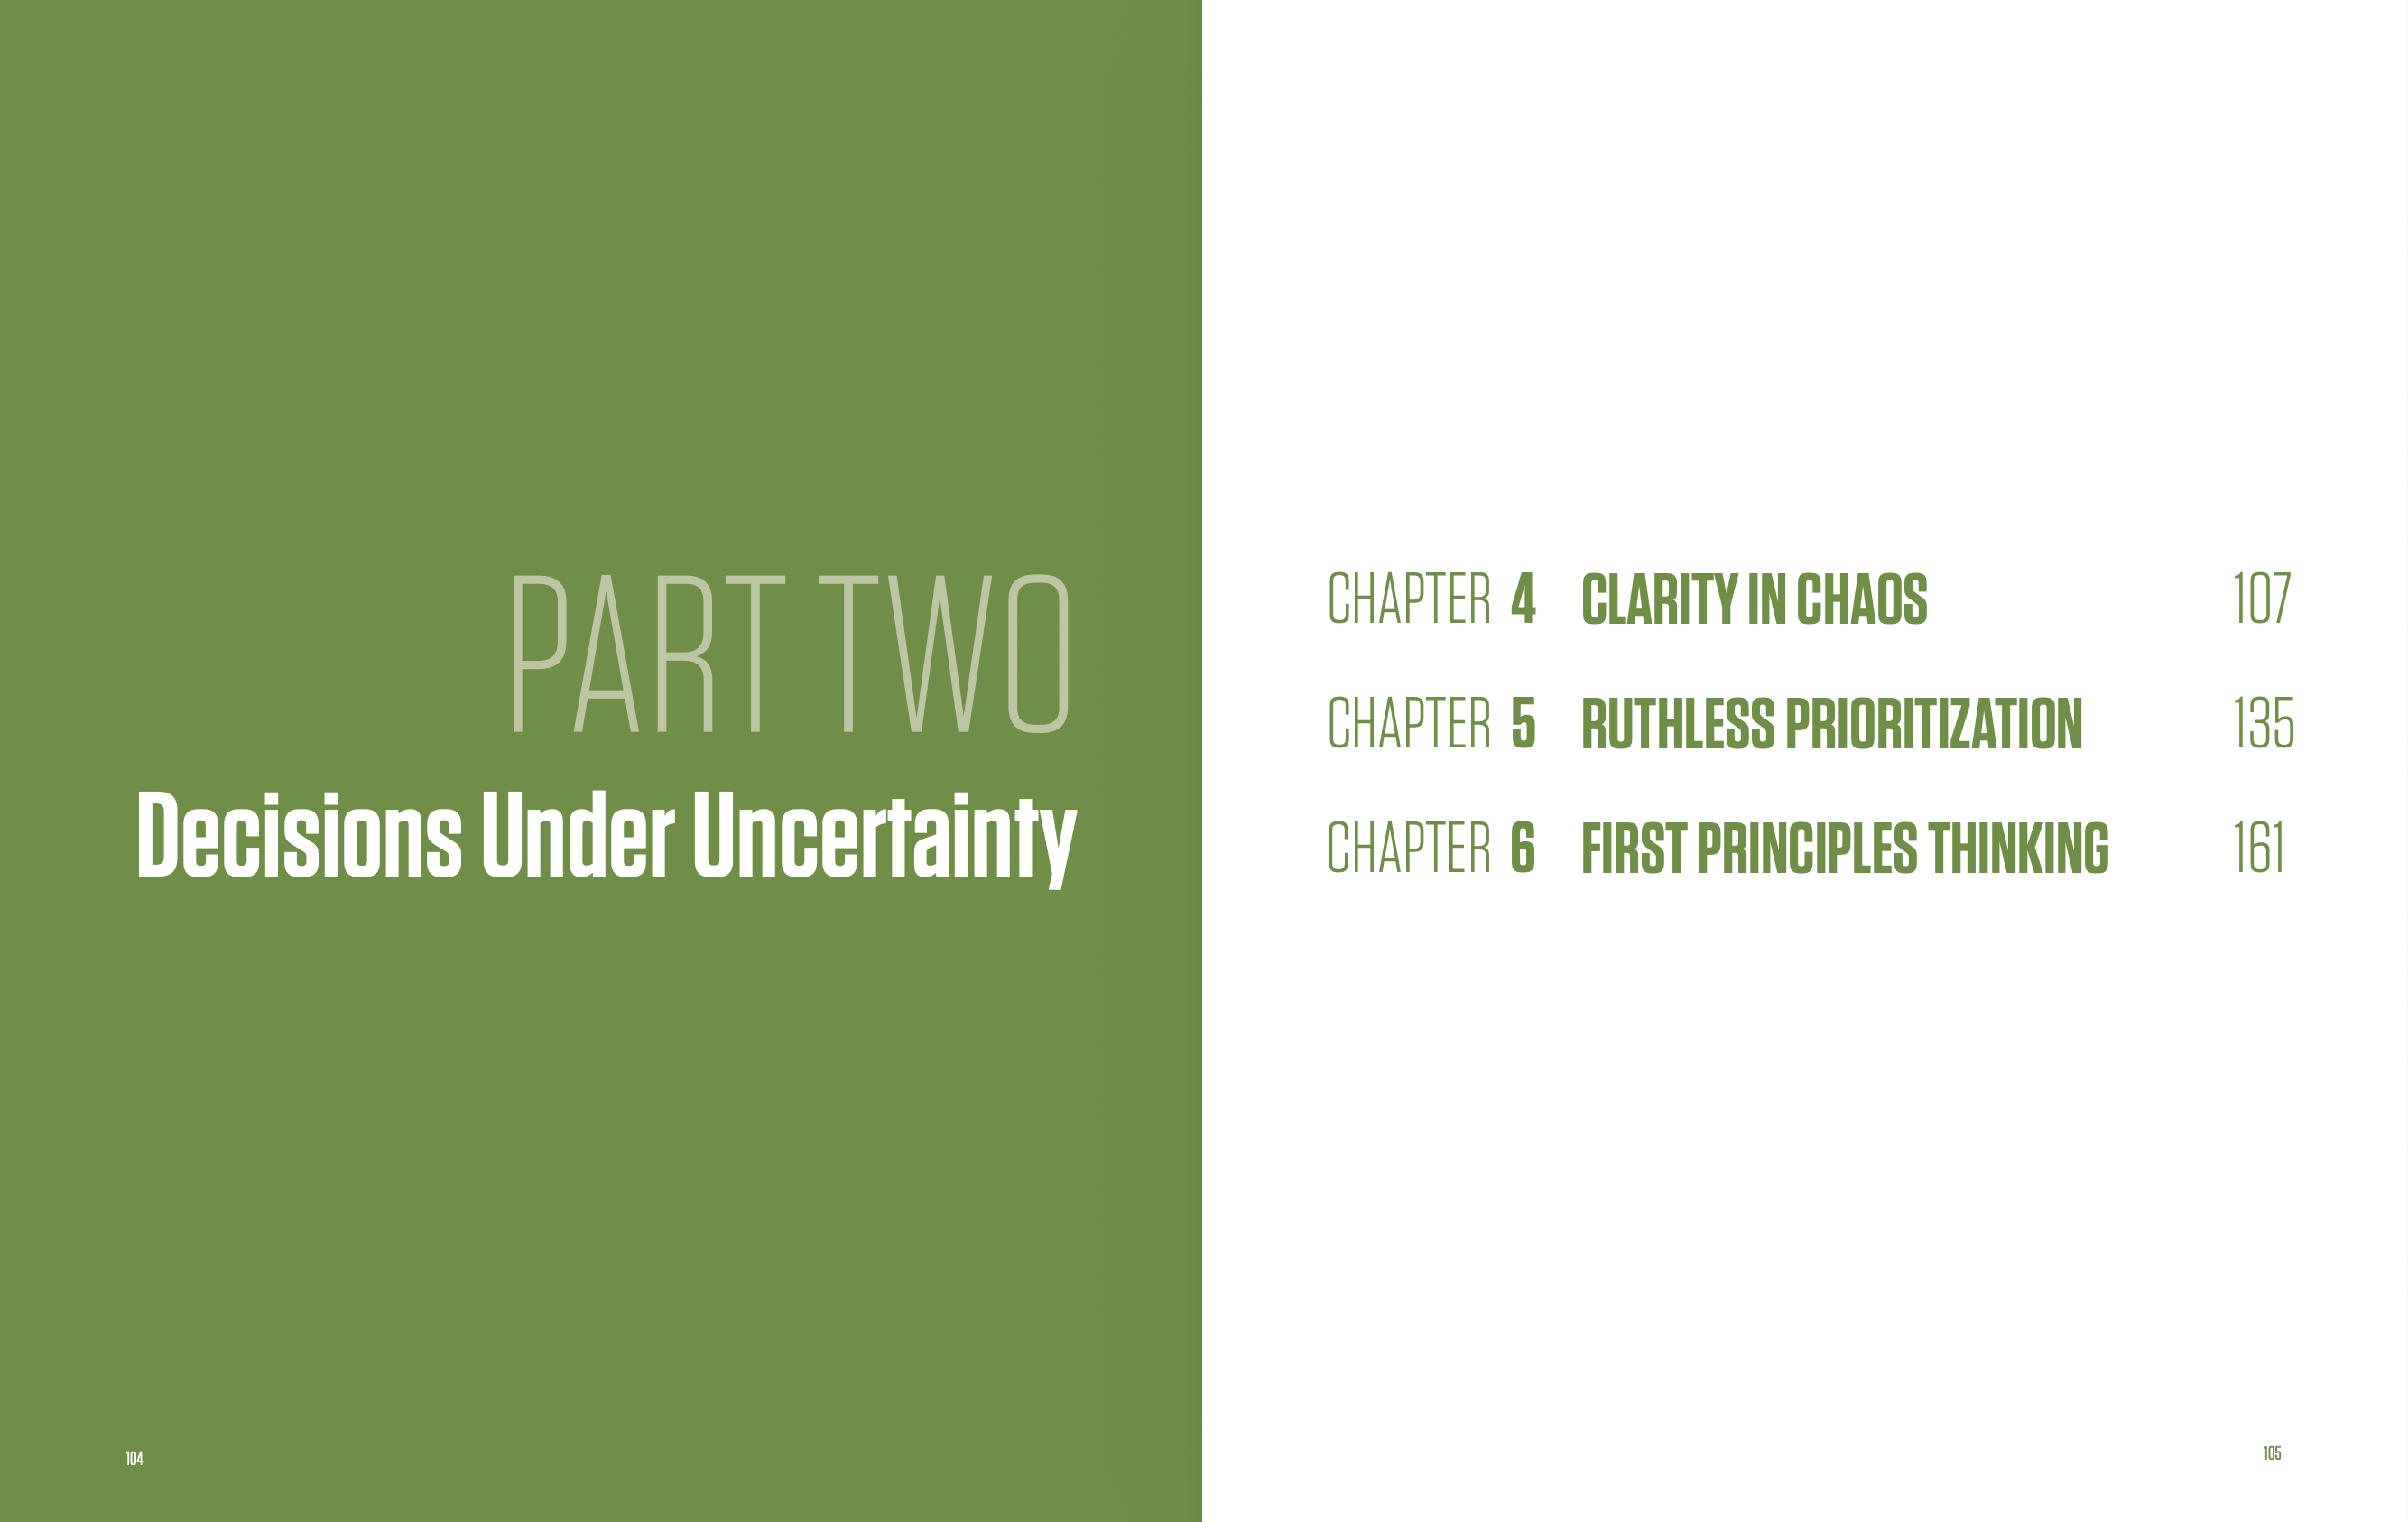 PART TWO
Decisions Under Uncertainty
104
CHAPTER 4 CLARITY IN CHAOS 107
CHAPTER 5 RUTHLESS PRIORITIZATION 135
CHAPTER 6 FIRST PRINCIPLES THINKING 161
105